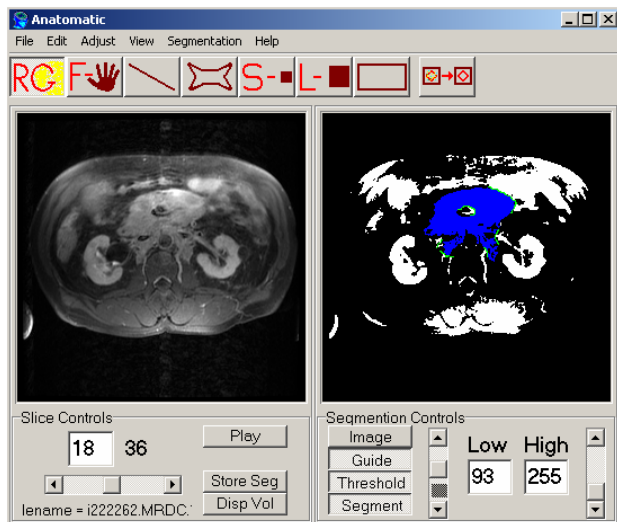 Anatomatic
File Edit Adjust View Segmentation Help
RG F- S- L-
Slice Controls
18 36 Play
Store Seg
lename = i222262.MRDC. Disp Vol
Segmention Controls
Image
Guide
Threshold
Segment
Low High
93 255